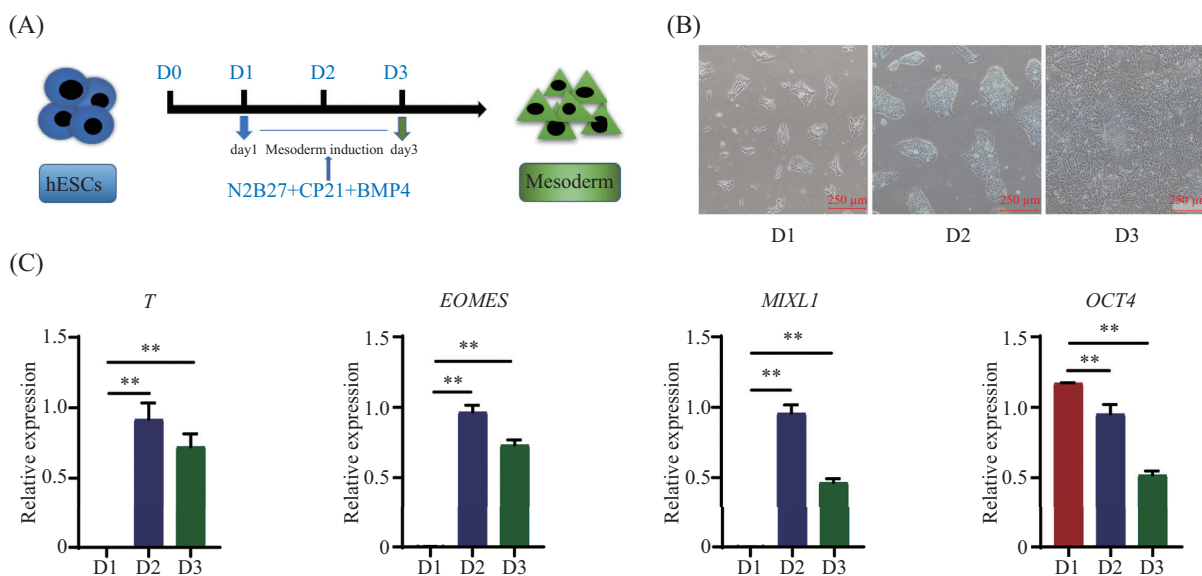 (A)
D0 D1 D2 D3
day1 Mesoderm induction day3
N2B27+CP21+BMP4
hESCs
Mesoderm
(B)
250 μm 250 μm 250 μm
D1 D2 D3
(C)
T
Relative expression
1.5
1.0
0.5
0
**
**
D1 D2 D3
EOMES
Relative expression
1.5
1.0
0.5
0
**
**
D1 D2 D3
MIXL1
Relative expression
1.5
1.0
0.5
0
**
**
D1 D2 D3
OCT4
Relative expression
1.5
1.0
0.5
0
**
**
D1 D2 D3